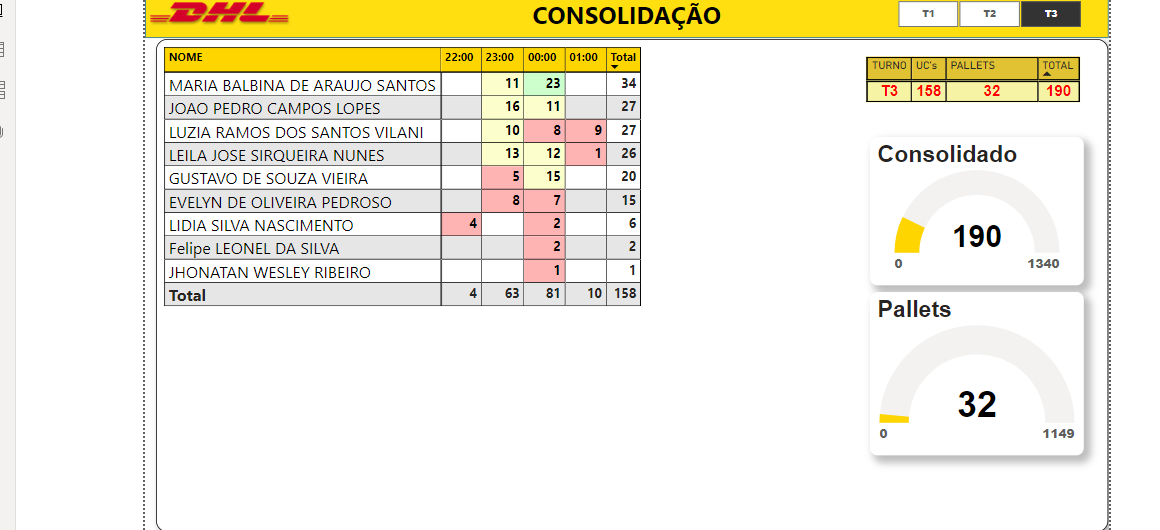 DHL CONSOLIDAÇÃO T1 T2 T3
NOME 22:00 23:00 00:00 01:00 Total
MARIA BALBINA DE ARAUJO SANTOS 11 23 34
JOAO PEDRO CAMPOS LOPES 16 11 27
LUZIA RAMOS DOS SANTOS VILANI 10 8 9 27
LEILA JOSE SIRQUEIRA NUNES 13 12 1 26
GUSTAVO DE SOUZA VIEIRA 5 15 20
EVELYN DE OLIVEIRA PEDROSO 8 7 15
LIDIA SILVA NASCIMENTO 4 2 6
Felipe LEONEL DA SILVA 2 2
JHONATAN WESLEY RIBEIRO 1 1
Total 4 63 81 10 158
TURNO UC's PALLETS TOTAL
T3 158 32 190
Consolidado
190
0 1340
Pallets
32
0 1149